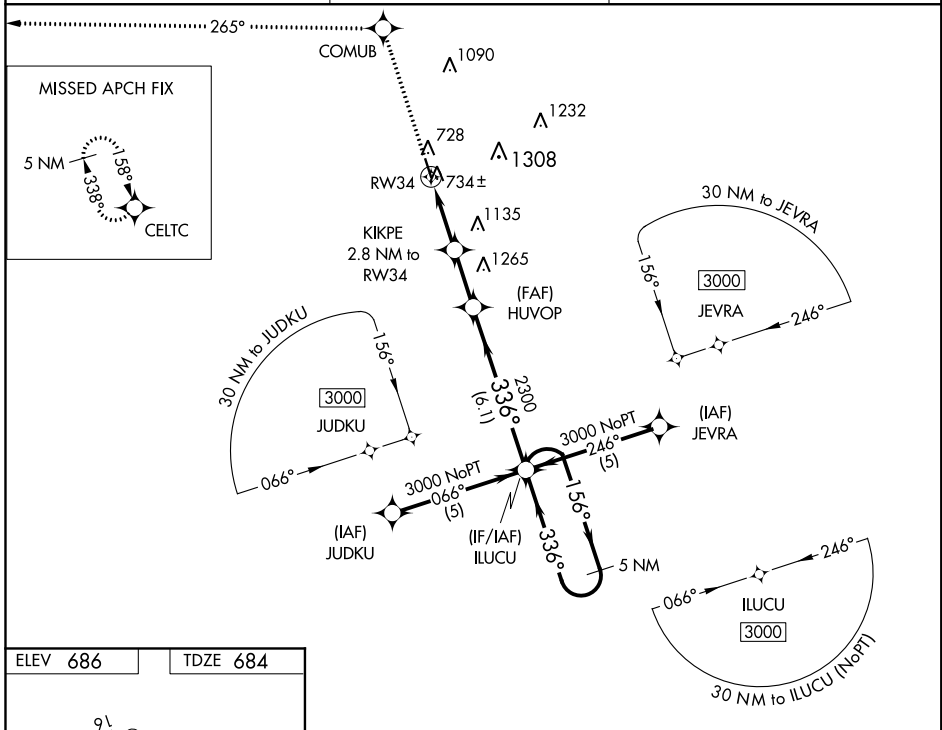 265°
COMUB
1090
MISSED APCH FIX
5 NM
158°
338°
CELTC
1232
728
1308
RW34
734±
1135
KIKPE
2.8 NM to
RW34
1265
(FAF)
HUVOP
30 NM to JEVRA
156°
3000
JEVRA
246°
30 NM to JUDKU
156°
3000
JUDKU
066°
2300
336°
(6.1)
(IAF)
JEVRA
3000 NoPT
246°
(5)
3000 NoPT
066°
(5)
(IAF)
JUDKU
(IF/IAF)
ILUCU
156°
336°
5 NM
246°
066°
ILUCU
3000
30 NM to ILUCU (NoPT)
ELEV 686
TDZE 684
16